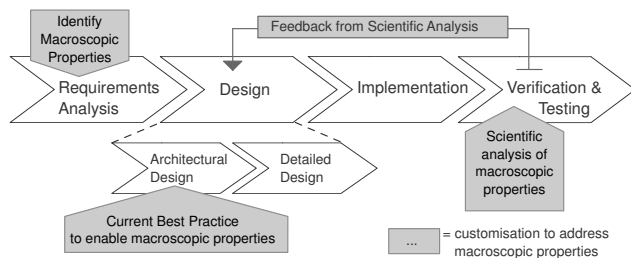 Identify
Macroscopic
Properties
Feedback from Scientific Analysis
Requirements
Analysis
Design
Implementation
Verification &
Testing
Architectural
Design
Detailed
Design
Scientific
analysis of
macroscopic
properties
Current Best Practice
to enable macroscopic properties
...
= customisation to address
macroscopic properties